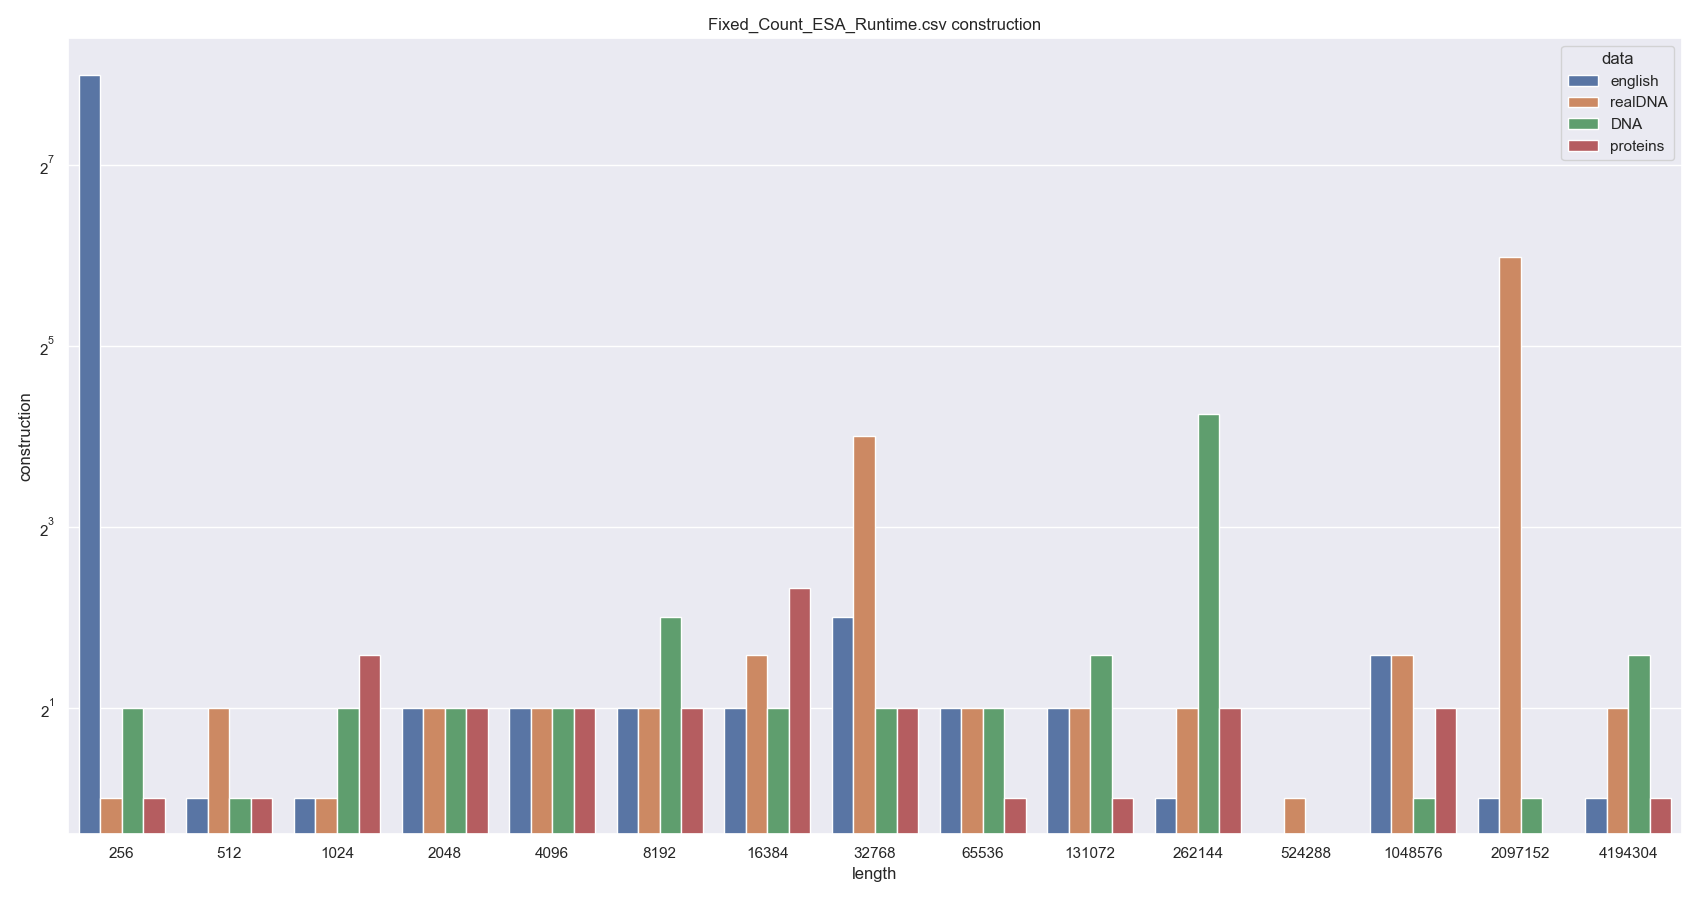 Fixed_Count_ESA_Runtime.csv construction
data
english
realDNA
DNA
proteins
2^7
2^5
2^3
2^1
construction
256 512 1024 2048 4096 8192 16384 32768 65536 131072 262144 524288 1048576 2097152 4194304
length